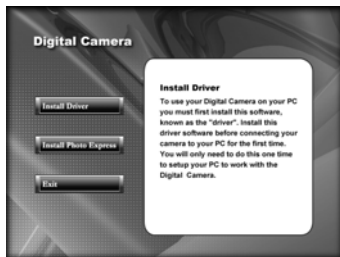 Digital Camera
Install Driver
Install Photo Express
Exit
Install Driver
To use your Digital Camera on your PC
you must first install this software,
known as the "driver". Install this
driver software before connecting your
camera to your PC for the first time.
You will only need to do this one time
to setup your PC to work with the
Digital Camera.